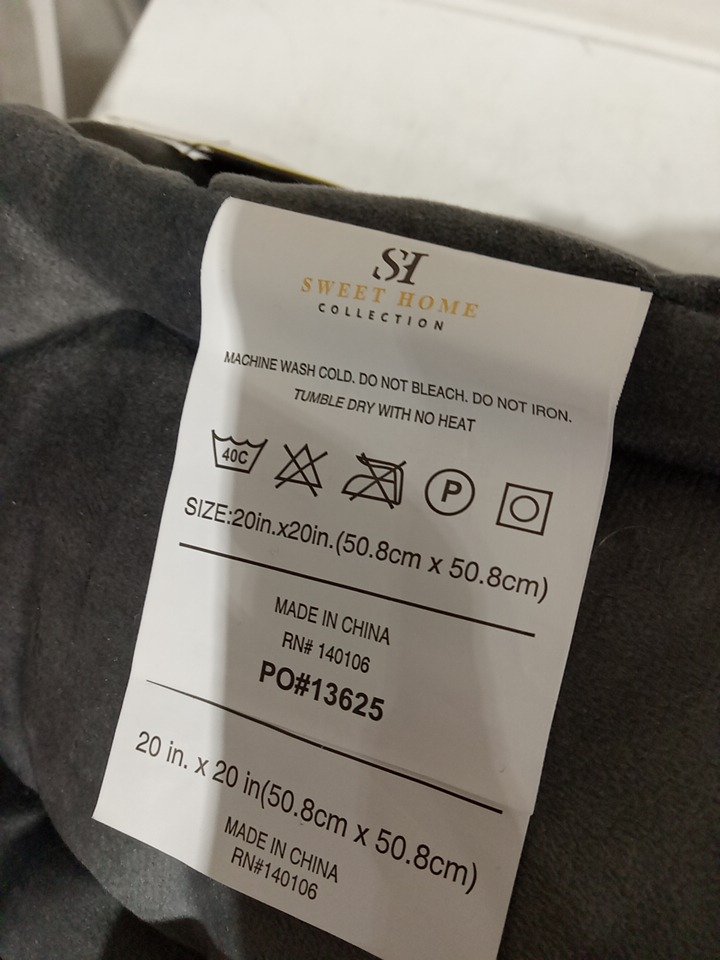 SH
SWEET HOME
COLLECTION
MACHINE WASH COLD. DO NOT BLEACH. DO NOT IRON.
TUMBLE DRY WITH NO HEAT
40C P
SIZE:20in.x20in.(50.8cm x 50.8cm)
MADE IN CHINA
RN# 140106
PO#13625
20 in. x 20 in(50.8cm x 50.8cm)
MADE IN CHINA
RN#140106